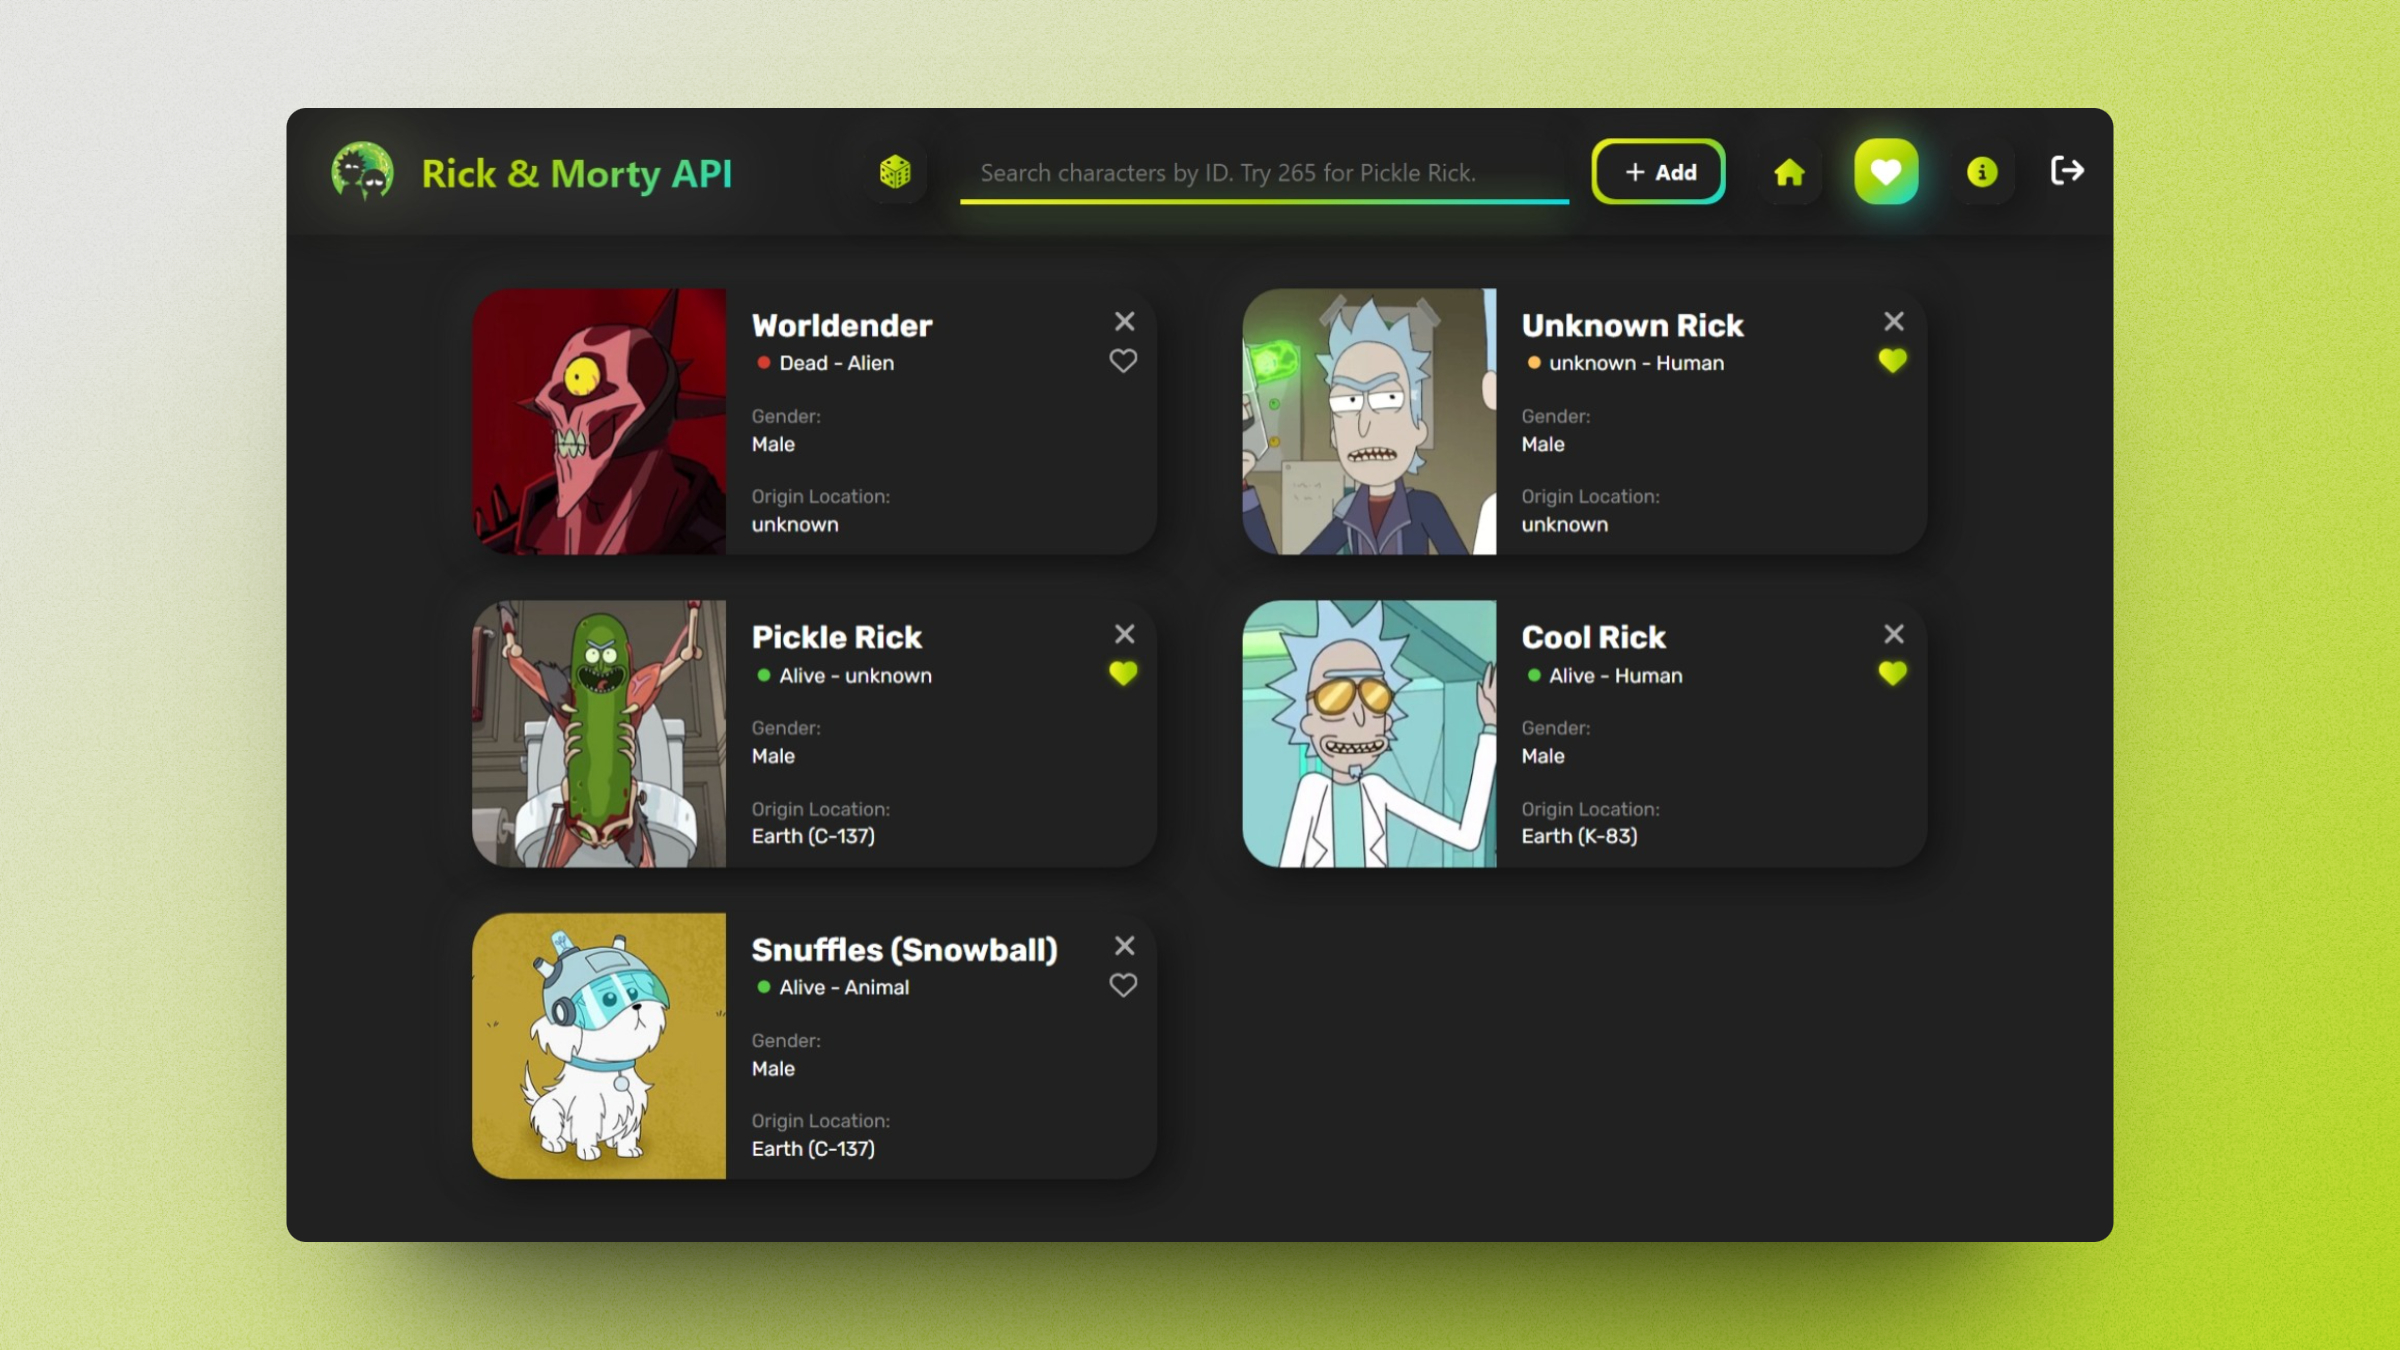 Rick & Morty API
Search characters by ID. Try 265 for Pickle Rick.
+ Add
Worldender
Dead - Alien
Gender:
Male
Origin Location:
unknown
Unknown Rick
unknown - Human
Gender:
Male
Origin Location:
unknown
Pickle Rick
Alive - unknown
Gender:
Male
Origin Location:
Earth (C-137)
Cool Rick
Alive - Human
Gender:
Male
Origin Location:
Earth (K-83)
Snuffles (Snowball)
Alive - Animal
Gender:
Male
Origin Location:
Earth (C-137)